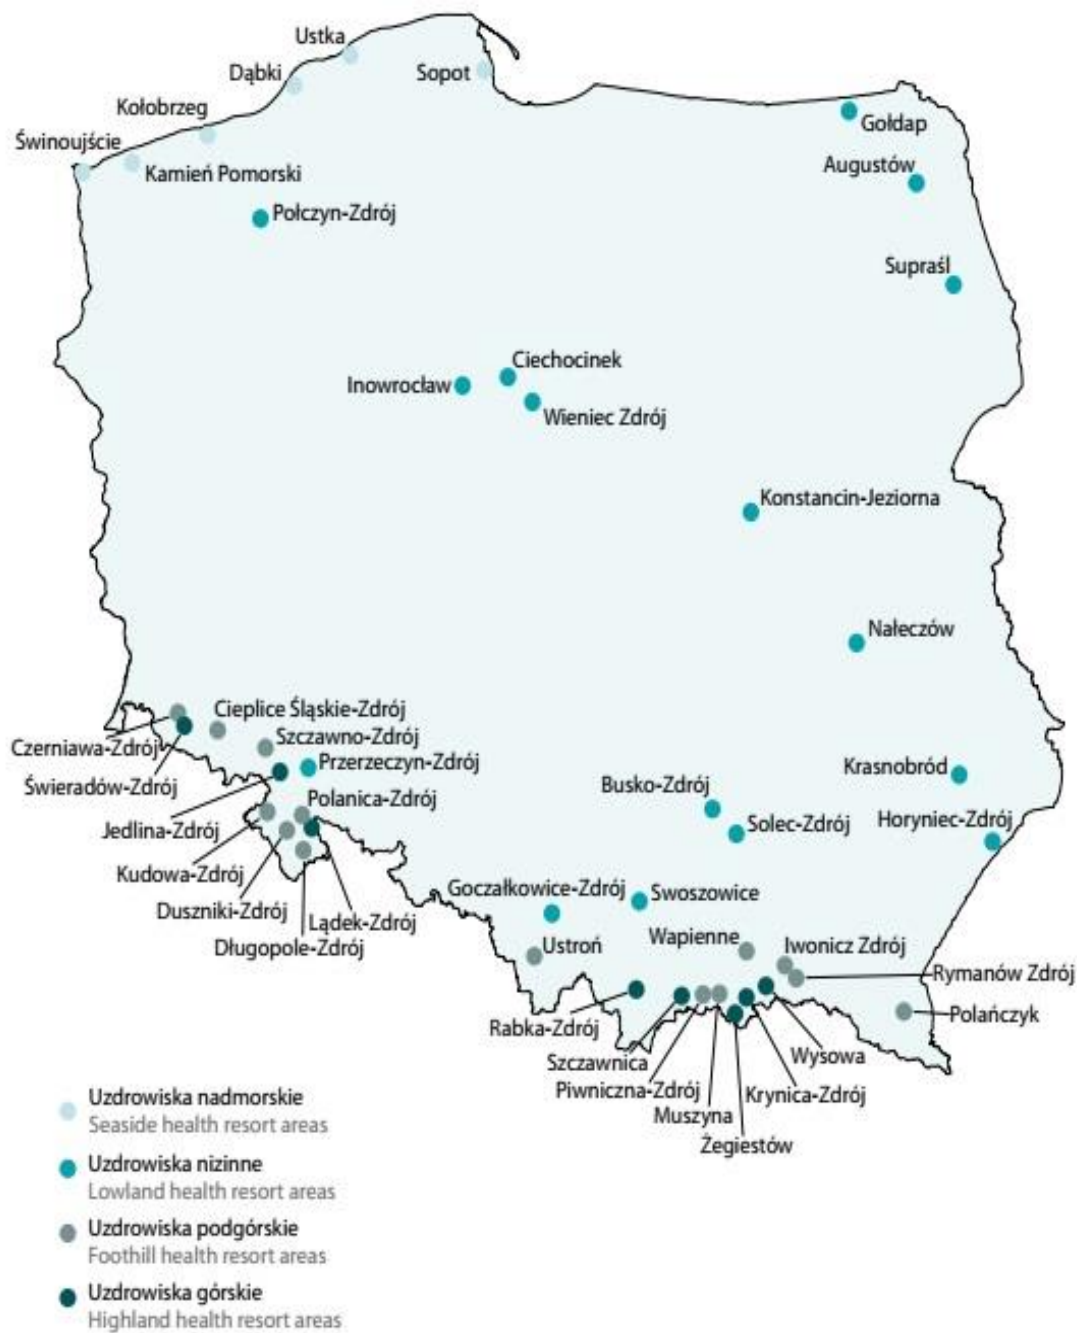 Ustka
Dąbki
Sopot
Kołobrzeg
Gołdap
Świnoujście
Kamień Pomorski
Augustów
Połczyn-Zdrój
Supraśl
Ciechocinek
Inowrocław
Wieniec Zdrój
Konstancin-Jeziorna
Nałeczów
Cieplice Śląskie-Zdrój
Czerniawa-Zdrój
Szczawno-Zdrój
Świeradów-Zdrój
Przerzeczyn-Zdrój
Krasnobród
Busko-Zdrój
Polanica-Zdrój
Solec-Zdrój
Horyniec-Zdrój
Jedlina-Zdrój
Kudowa-Zdrój
Duszniki-Zdrój
Lądek-Zdrój
Długopole-Zdrój
Goczałkowice-Zdrój
Swoszowice
Ustroń
Wapienne
Iwonicz Zdrój
Rymanów Zdrój
Polańczyk
Rabka-Zdrój
Szczawnica
Wysowa
Piwniczna-Zdrój
Krynica-Zdrój
Muszyna
Żegiestów
Uzdrowiska nadmorskie
Seaside health resort areas
Uzdrowiska nizinne
Lowland health resort areas
Uzdrowiska podgórskie
Foothill health resort areas
Uzdrowiska górskie
Highland health resort areas